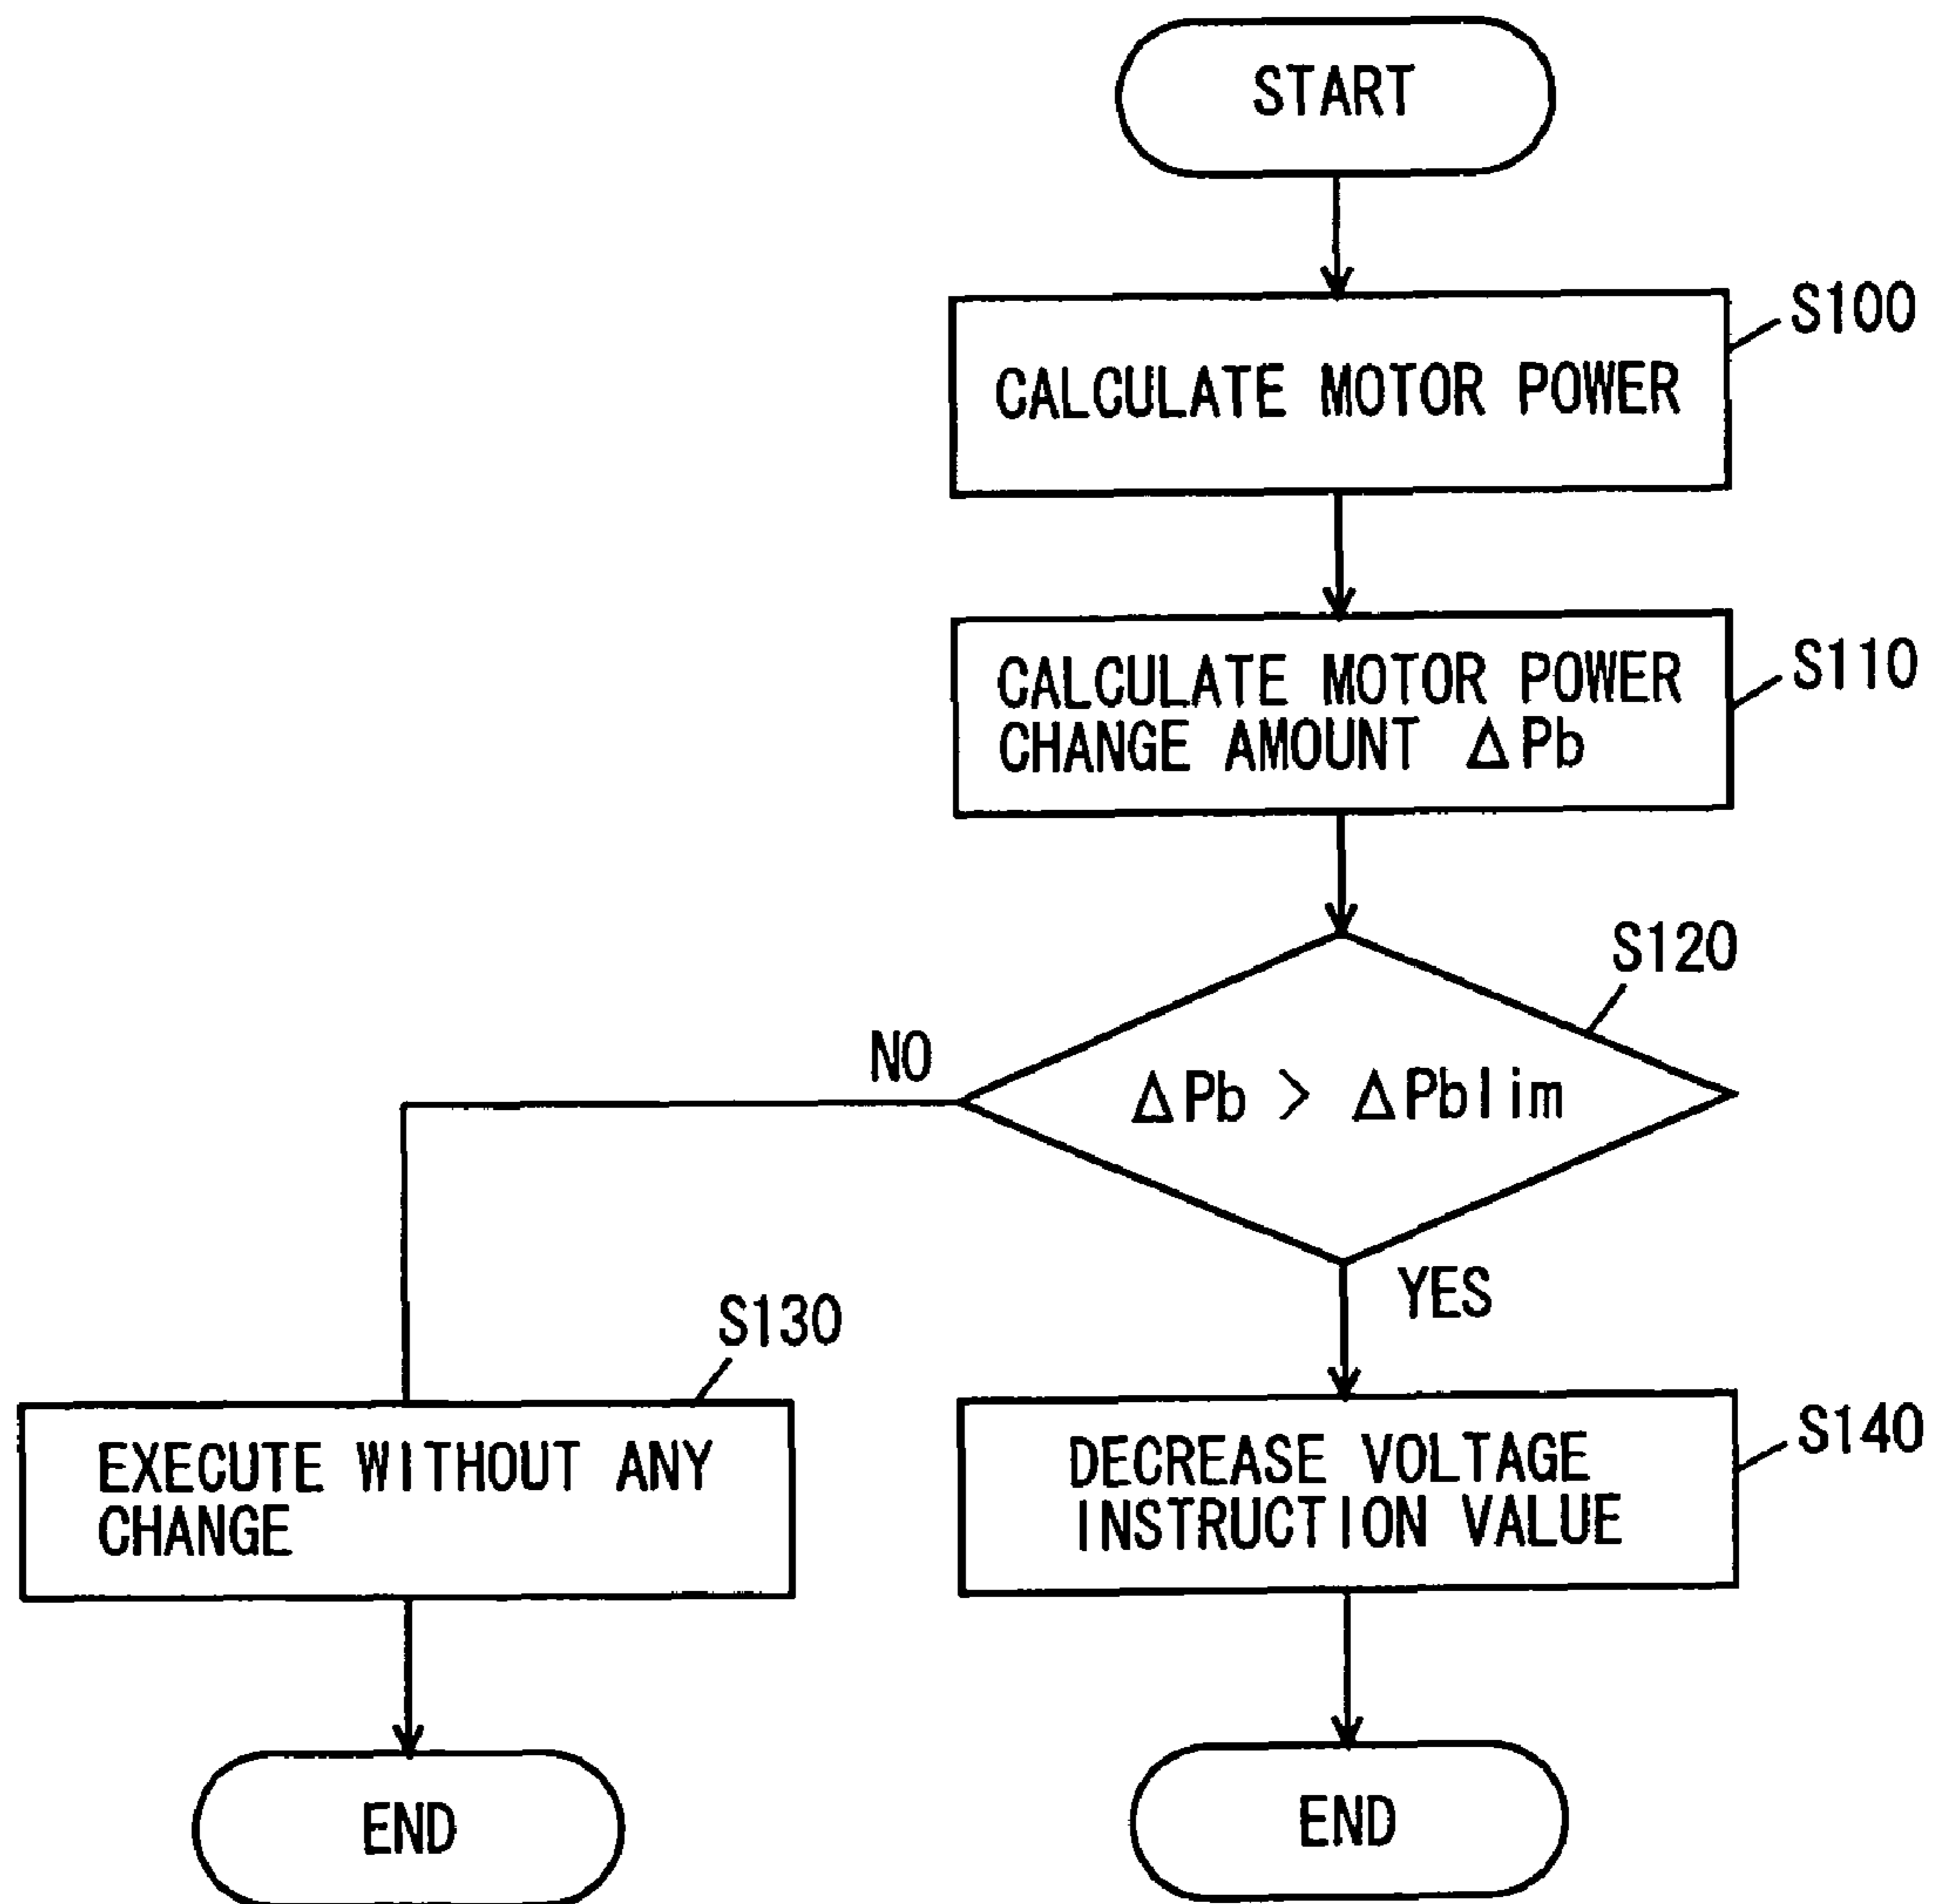 START
S100
CALCULATE MOTOR POWER
S110
CALCULATE MOTOR POWER
CHANGE AMOUNT ΔPb
S120
ΔPb > ΔPblim
NO
YES
S130
EXECUTE WITHOUT ANY
CHANGE
S140
DECREASE VOLTAGE
INSTRUCTION VALUE
END
END